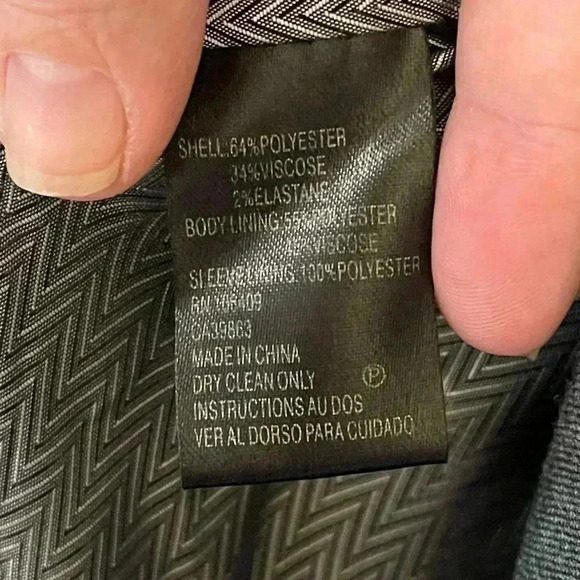 SHELL:64%POLYESTER
34%VISCOSE
2%ELASTANE
BODY LINING:55%POLYESTER
VISCOSE
SLEEVE LINING:100%POLYESTER
RN
CA39863
MADE IN CHINA
DRY CLEAN ONLY Ⓟ
INSTRUCTIONS AU DOS
VER AL DORSO PARA CUIDADO